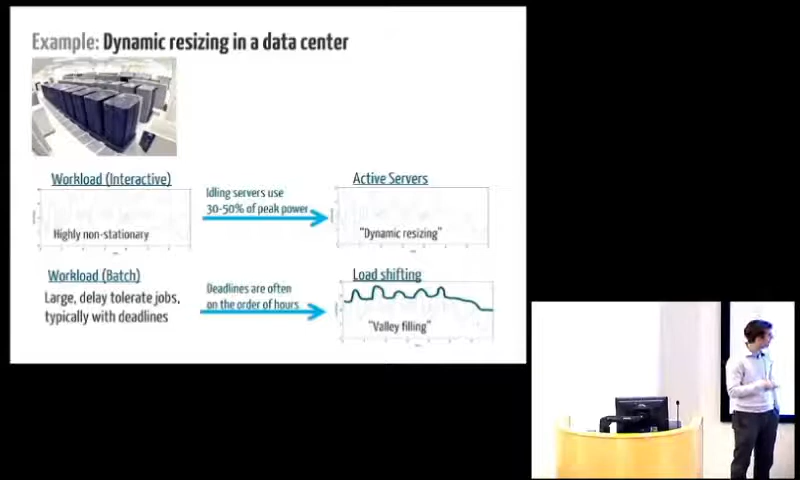 Example: Dynamic resizing in a data center
Workload (Interactive)
Highly non-stationary
Idling servers use
30-50% of peak power
Active Servers
"Dynamic resizing"
Workload (Batch)
Large, delay tolerate jobs,
typically with deadlines
Deadlines are often
on the order of hours
Load shifting
"Valley filling"